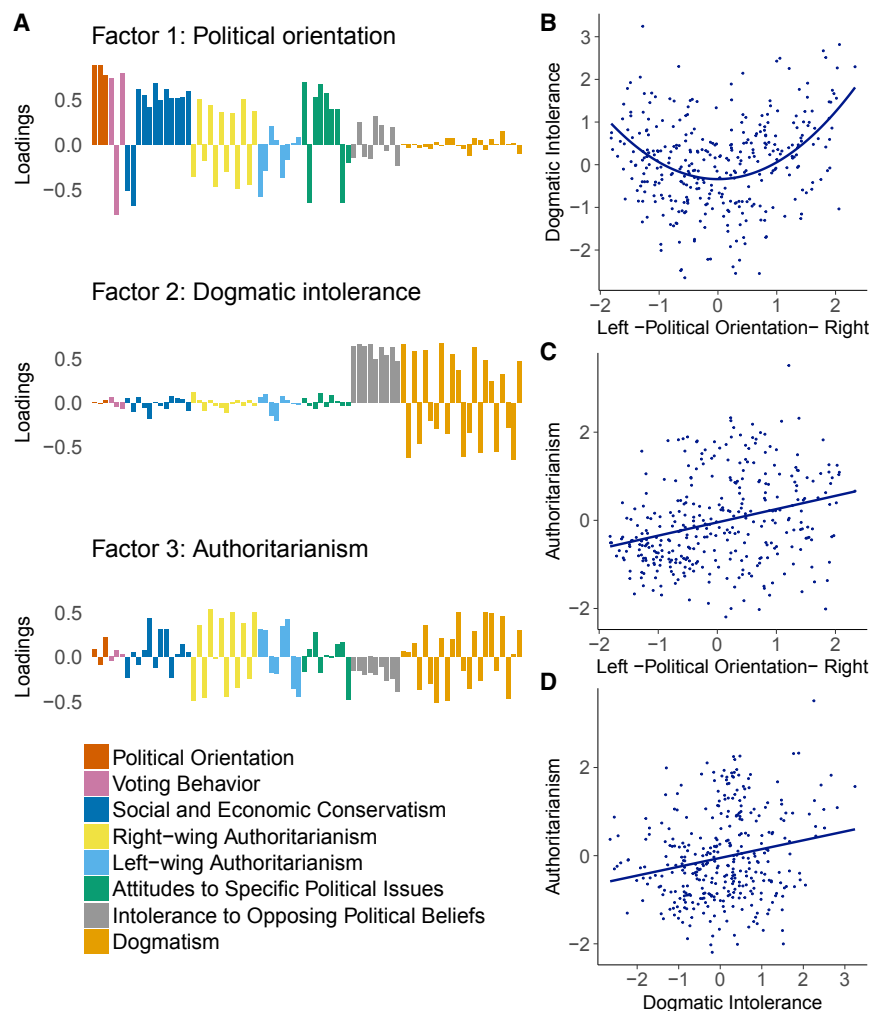 A
Factor 1: Political orientation
Loadings
0.5
0.0
−0.5
Factor 2: Dogmatic intolerance
Loadings
0.5
0.0
−0.5
Factor 3: Authoritarianism
Loadings
0.5
0.0
−0.5
Political Orientation
Voting Behavior
Social and Economic Conservatism
Right−wing Authoritarianism
Left−wing Authoritarianism
Attitudes to Specific Political Issues
Intolerance to Opposing Political Beliefs
Dogmatism
B
Dogmatic Intolerance
3
2
1
0
−1
−2
−2 −1 0 1 2
Left −Political Orientation− Right
C
Authoritarianism
2
0
−2
−2 −1 0 1 2
Left −Political Orientation− Right
D
Authoritarianism
2
0
−2
−2 −1 0 1 2 3
Dogmatic Intolerance